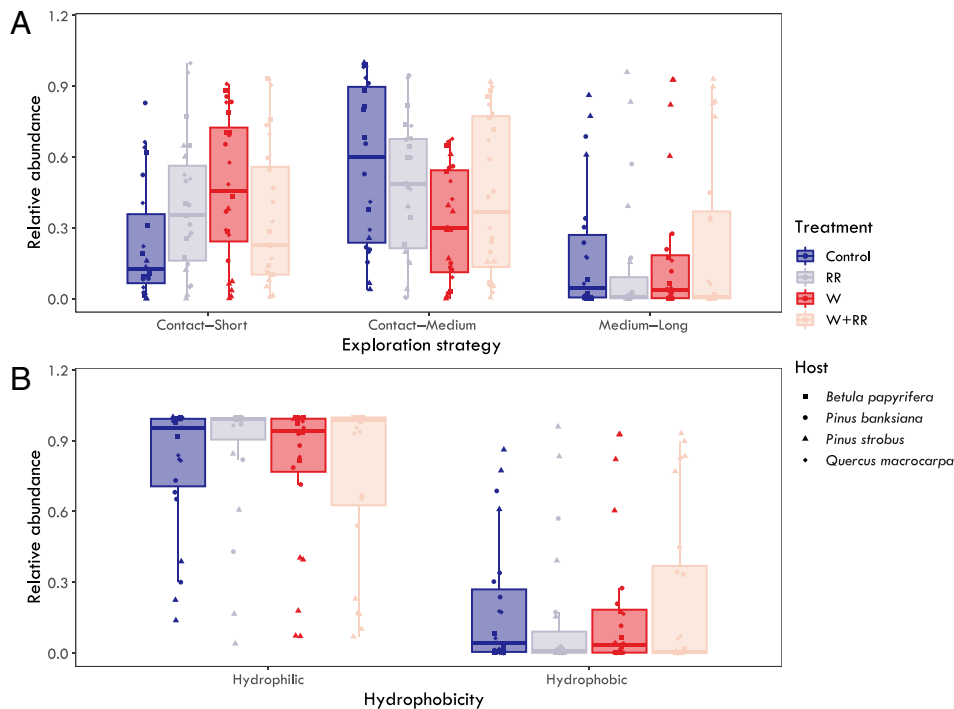 A
1.2
0.9
0.6
0.3
0.0
Relative abundance
Contact–Short Contact–Medium Medium–Long
Exploration strategy
Treatment
Control
RR
W
W+RR
Host
Betula papyrifera
Pinus banksiana
Pinus strobus
Quercus macrocarpa
B
1.2
0.9
0.6
0.3
0.0
Relative abundance
Hydrophilic Hydrophobic
Hydrophobicity